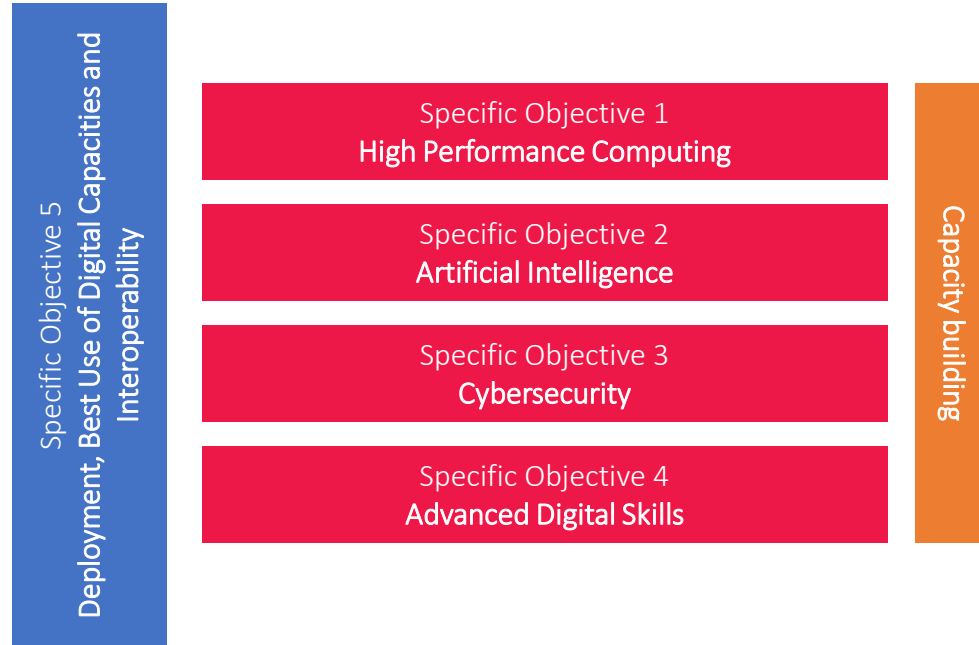 Specific Objective 5
Deployment, Best Use of Digital Capacities and
Interoperability
Specific Objective 1
High Performance Computing
Specific Objective 2
Artificial Intelligence
Specific Objective 3
Cybersecurity
Specific Objective 4
Advanced Digital Skills
Capacity building